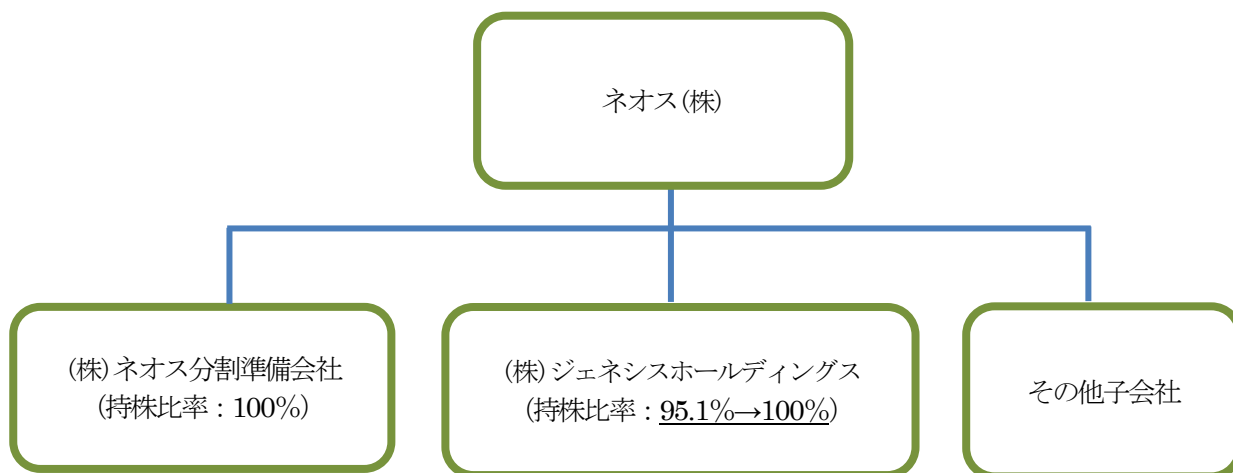 ネオス(株)
(株)ネオス分割準備会社
(持株比率：100%)
(株)ジェネシスホールディングス
(持株比率：95.1%→100%)
その他子会社